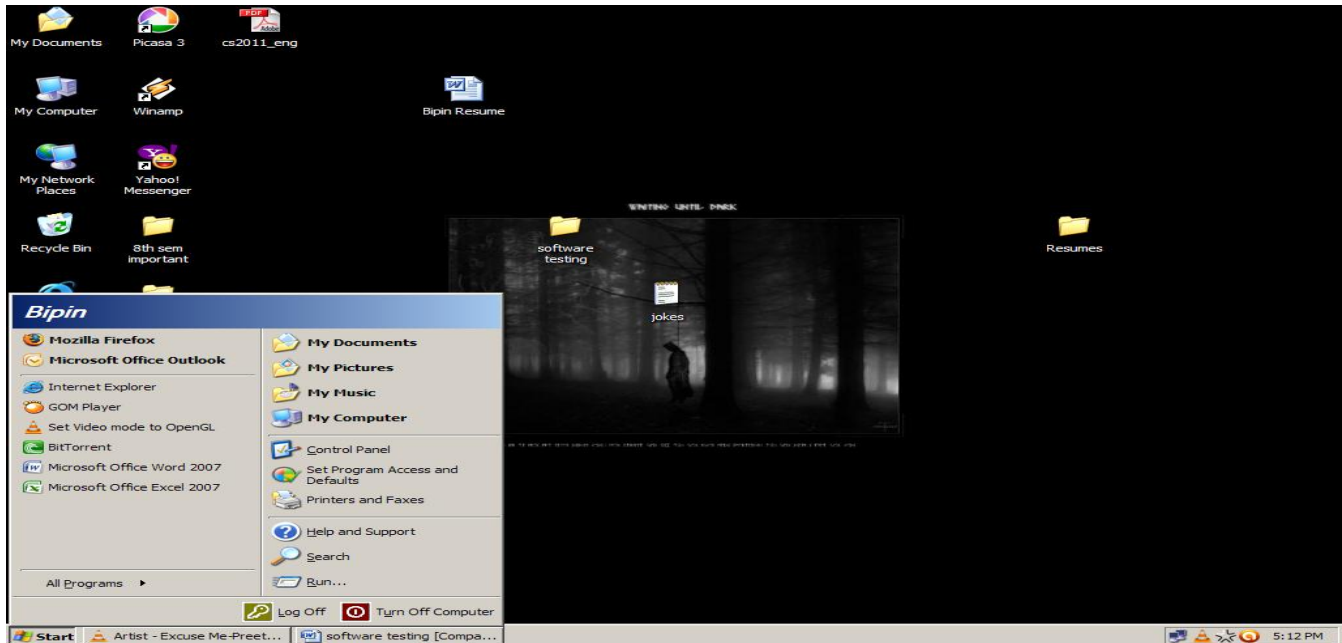 My Documents
Picasa 3
PDF
Adobe
cs2011_eng
My Computer
Winamp
Bipin Resume
My Network
Places
Yahoo!
Messenger
WAITING UNTIL DARK
Recycle Bin
8th sem
important
software
testing
Resumes
jokes
Bipin
Mozilla Firefox
Microsoft Office Outlook
Internet Explorer
GOM Player
Set Video mode to OpenGL
BitTorrent
Microsoft Office Word 2007
Microsoft Office Excel 2007
All Programs
My Documents
My Pictures
My Music
My Computer
Control Panel
Set Program Access and
Defaults
Printers and Faxes
Help and Support
Search
Run...
Log Off
Turn Off Computer
Start
Artist - Excuse Me-Preet...
software testing [Compa...
5:12 PM